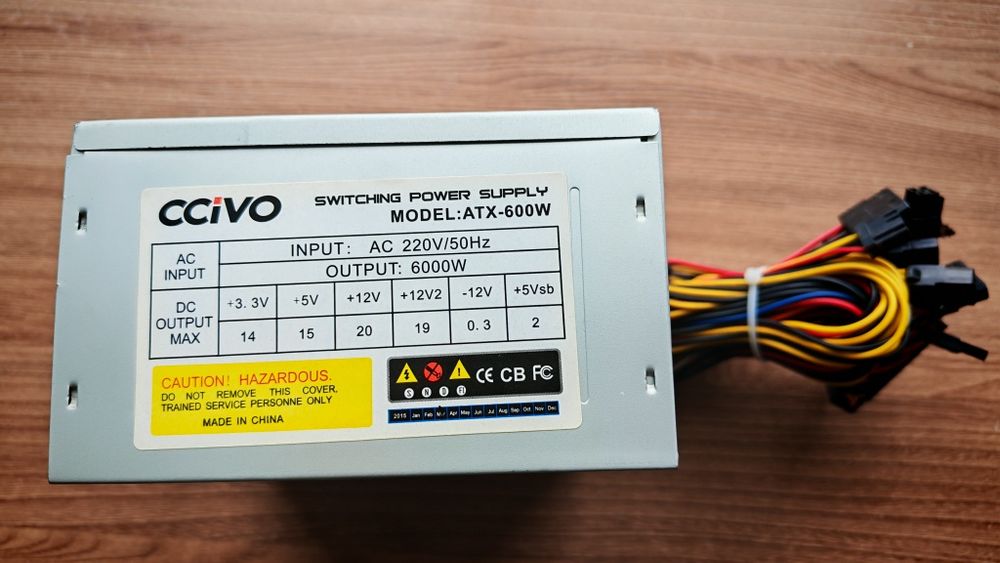 CCiVO
SWITCHING POWER SUPPLY
MODEL:ATX-600W
AC INPUT
INPUT: AC 220V/50Hz
OUTPUT: 6000W
DC OUTPUT MAX
+3. 3V +5V +12V +12V2 -12V +5Vsb
14 15 20 19 0. 3 2
CAUTION! HAZARDOUS.
DO NOT REMOVE THIS COVER,
TRAINED SERVICE PERSONNE ONLY
MADE IN CHINA
CE CB FC
S N D FI
2015 Jan Feb Mar Apr May Jun Jul Aug Sep Oct Nov Dec